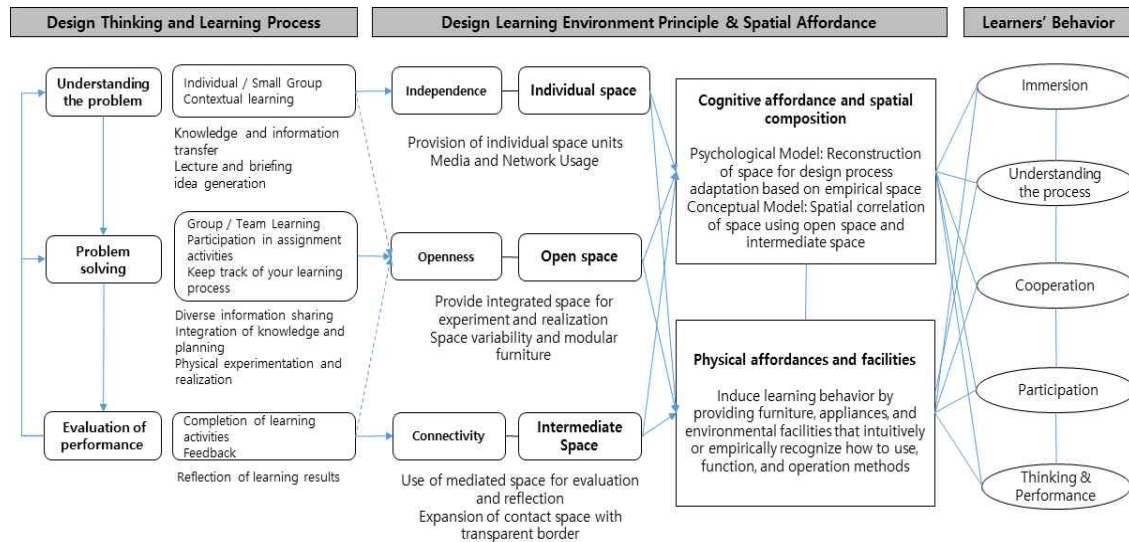 Design Thinking and Learning Process
Design Learning Environment Principle & Spatial Affordance
Learners' Behavior
Understanding
the problem
Individual / Small Group
Contextual learning
Knowledge and information
transfer
Lecture and briefing
idea generation
Problem
solving
Group / Team Learning
Participation in assignment
activities
Keep track of your learning
process
Diverse information sharing
Integration of knowledge and
planning
Physical experimentation and
realization
Evaluation of
performance
Completion of learning
activities
Feedback
Reflection of learning results
Independence
Individual space
Provision of individual space units
Media and Network Usage
Openness
Open space
Provide integrated space for
experiment and realization
Space variability and modular
furniture
Connectivity
Intermediate
Space
Use of mediated space for evaluation
and reflection
Expansion of contact space with
transparent border
Cognitive affordance and spatial
composition
Psychological Model: Reconstruction
of space for design process
adaptation based on empirical space
Conceptual Model: Spatial correlation
of space using open space and
intermediate space
Physical affordances and facilities
Induce learning behavior by
providing furniture, appliances, and
environmental facilities that intuitively
or empirically recognize how to use,
function, and operation methods
Immersion
Understanding
the process
Cooperation
Participation
Thinking &
Performance